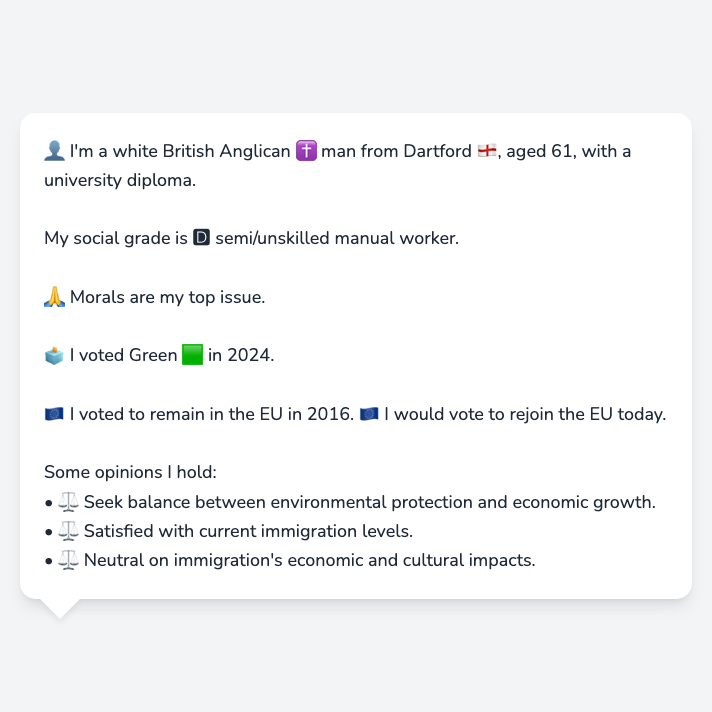 👤 I'm a white British Anglican ✝️ man from Dartford 🏴󠁧󠁢󠁥󠁮󠁧󠁿, aged 61, with a
university diploma.
My social grade is 🅳 semi/unskilled manual worker.
🙏 Morals are my top issue.
🗳️ I voted Green 🟩 in 2024.
🇪🇺 I voted to remain in the EU in 2016. 🇪🇺 I would vote to rejoin the EU today.
Some opinions I hold:
• ⚖️ Seek balance between environmental protection and economic growth.
• ⚖️ Satisfied with current immigration levels.
• ⚖️ Neutral on immigration's economic and cultural impacts.